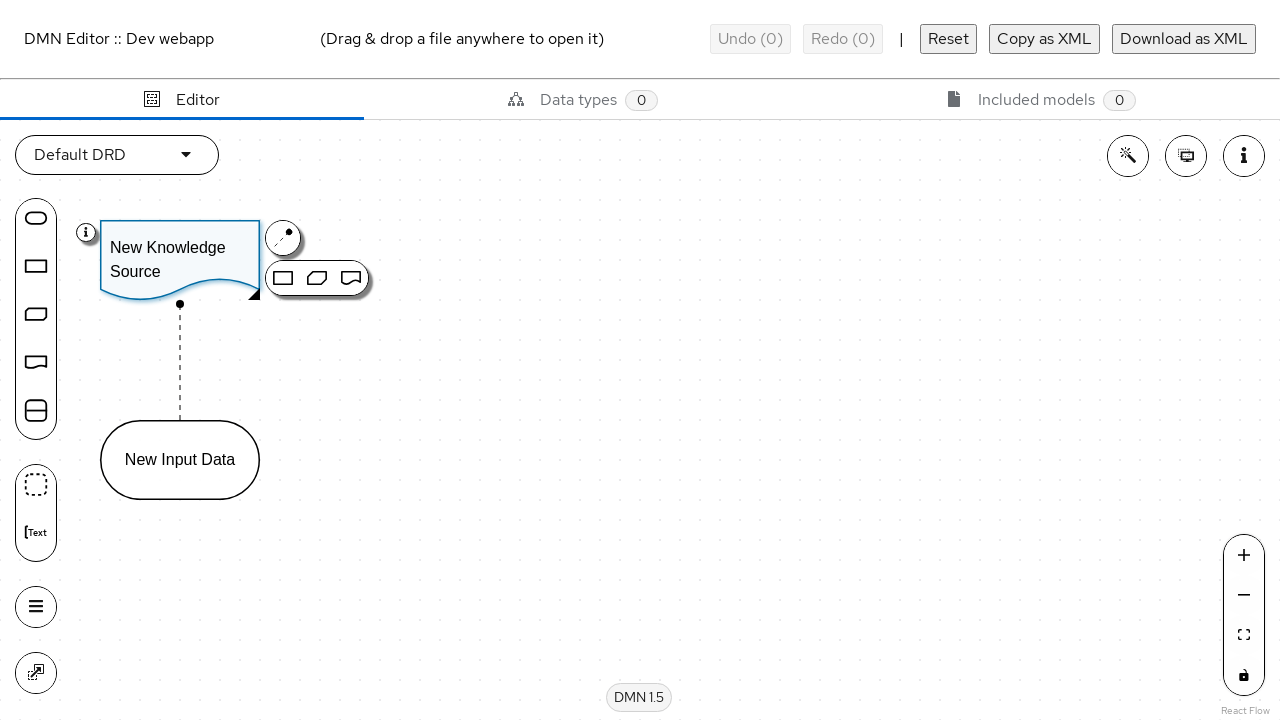 DMN Editor :: Dev webapp
(Drag & drop a file anywhere to open it)
Undo (0)
Redo (0)
|
Reset
Copy as XML
Download as XML
Editor
Data types 0
Included models 0
Default DRD
New Knowledge
Source
New Input Data
Text
DMN 1.5
React Flow